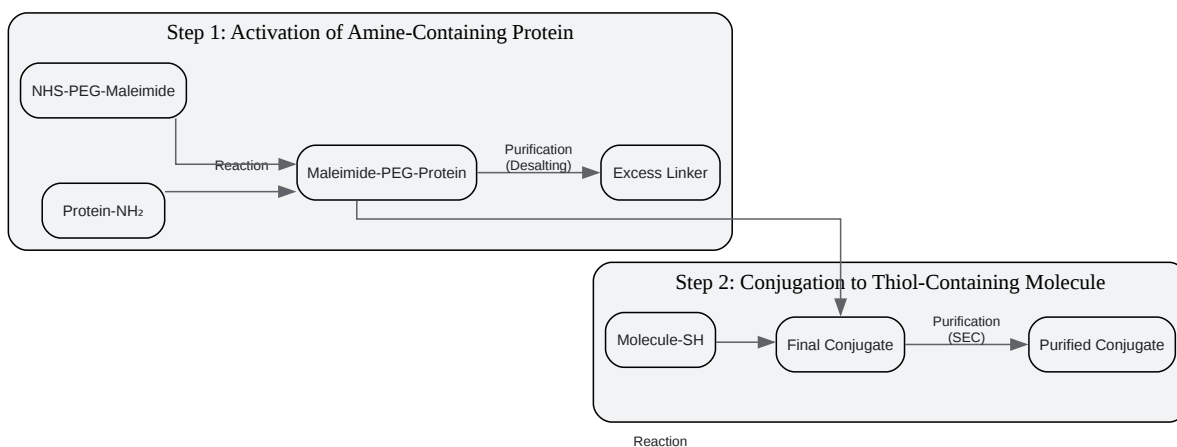 Step 1: Activation of Amine-Containing Protein
NHS-PEG-Maleimide
Reaction
Protein-NH₂
Maleimide-PEG-Protein
Purification
(Desalting)
Excess Linker
Step 2: Conjugation to Thiol-Containing Molecule
Molecule-SH
Final Conjugate
Purification
(SEC)
Purified Conjugate
Reaction